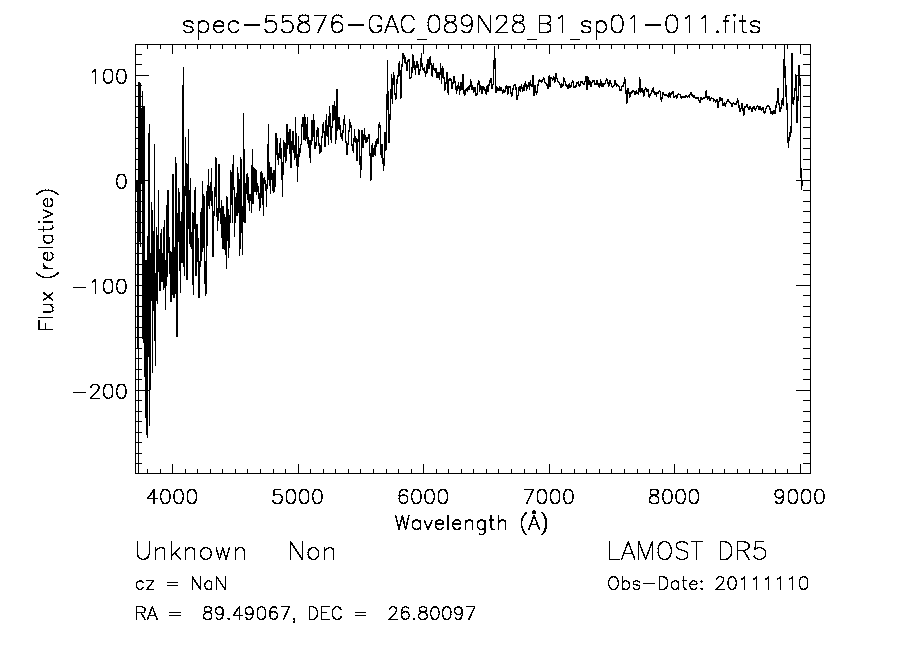 spec-55876-GAC_089N28_B1_sp01-011.fits
100
0
-100
-200
Flux (relative)
4000 5000 6000 7000 8000 9000
Wavelength (Å)
Unknown Non LAMOST DR5
cz = NaN Obs-Date: 20111110
RA = 89.49067, DEC = 26.80097